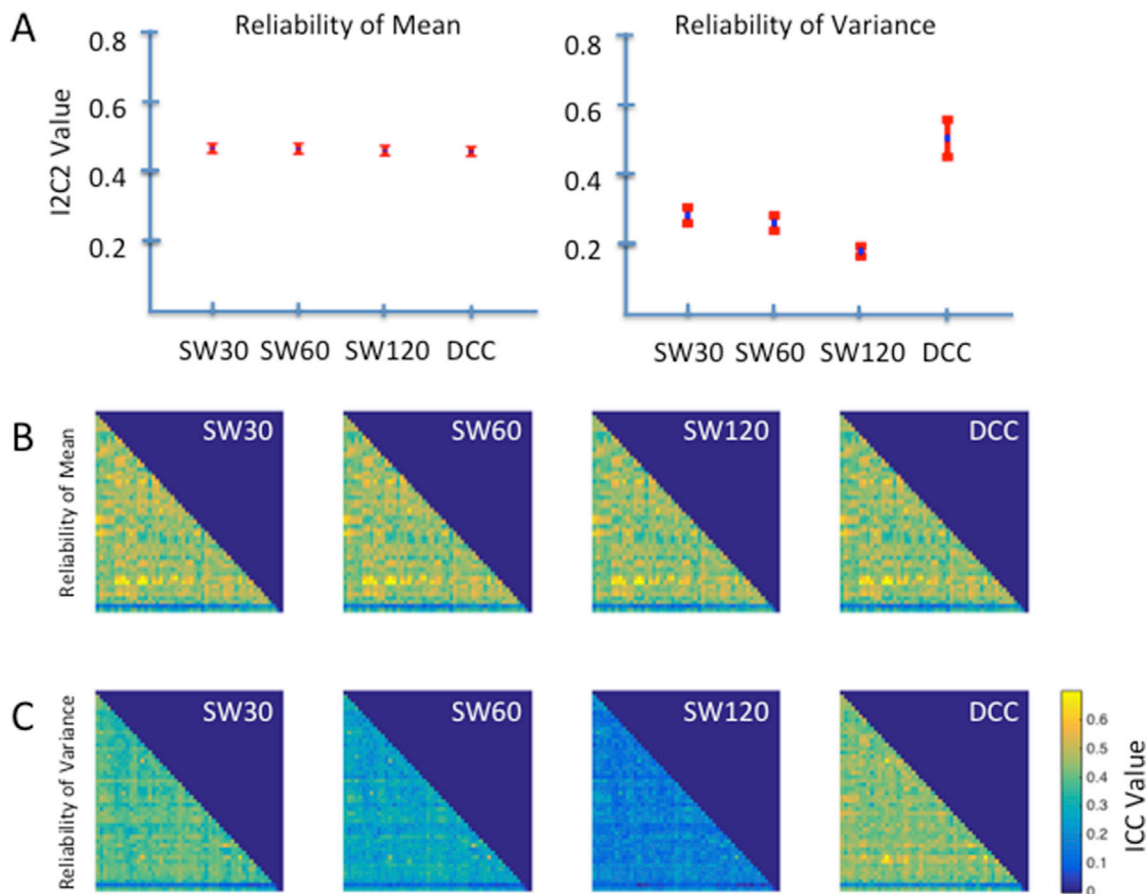 A
Reliability of Mean
Reliability of Variance
I2C2 Value
0.8
0.6
0.4
0.2
SW30 SW60 SW120 DCC
0.8
0.6
0.4
0.2
SW30 SW60 SW120 DCC
B
Reliability of Mean
SW30
SW60
SW120
DCC
C
Reliability of Variance
SW30
SW60
SW120
DCC
0.6
0.5
0.4
0.3
0.2
0.1
0
ICC Value